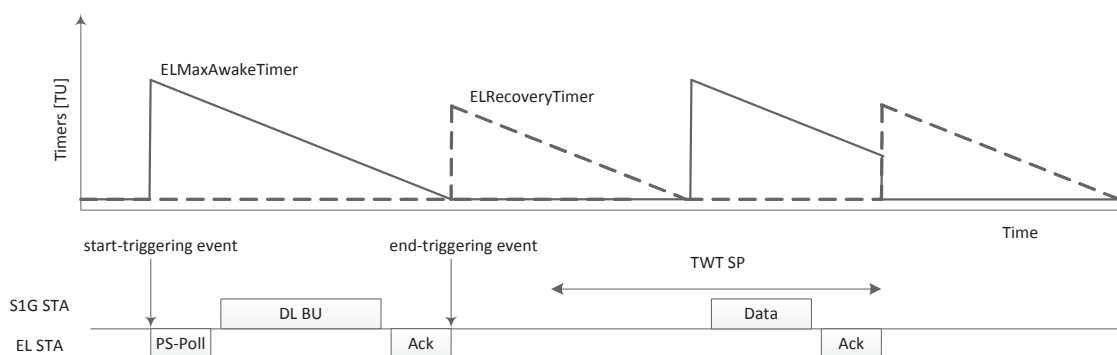 ELMaxAwakeTimer
ELRecoveryTimer
Timers [TU]
Time
start-triggering event
end-triggering event
TWT SP
S1G STA
DL BU
Data
EL STA
PS-Poll
Ack
Ack